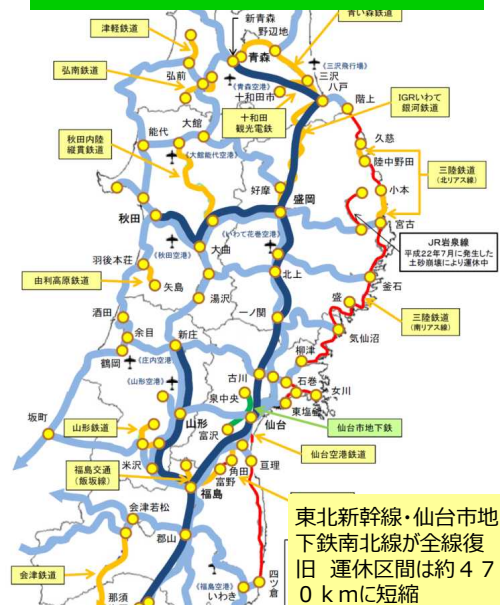 津軽鉄道
新青森
野辺地
青い森鉄道
青森
《三沢飛行場》
弘前
三沢
弘南鉄道
《青森空港》
八戸
十和田市
階上
大館
十和田
観光電鉄
IGRいわて
銀河鉄道
能代
久慈
秋田内陸
縦貫鉄道
《大館能代空港》
陸中野田
三陸鉄道
(北リアス線)
好摩
小本
盛岡
宮古
秋田
《いわて花巻空港》
《秋田空港》
大曲
JR岩泉線
平成22年7月に発生した
土砂崩壊により運休中
羽後本荘
北上
由利高原鉄道
矢島
釜石
湯沢
一ノ関
盛
三陸鉄道
(南リアス線)
酒田
余目
新庄
気仙沼
鶴岡
《庄内空港》
柳津
古川
石巻
《山形空港》
泉中央
女川
坂町
東塩釜
山形鉄道
山形
仙台
仙台市地下鉄
富沢
仙台空港鉄道
福島交通
(飯坂線)
米沢
角田
亘理
富野
福島
会津若松
東北新幹線・仙台市地
下鉄南北線が全線復
旧 運休区間は約47
0kmに短縮
郡山
会津鉄道
四ツ倉
那須
《福島空港》
いわき